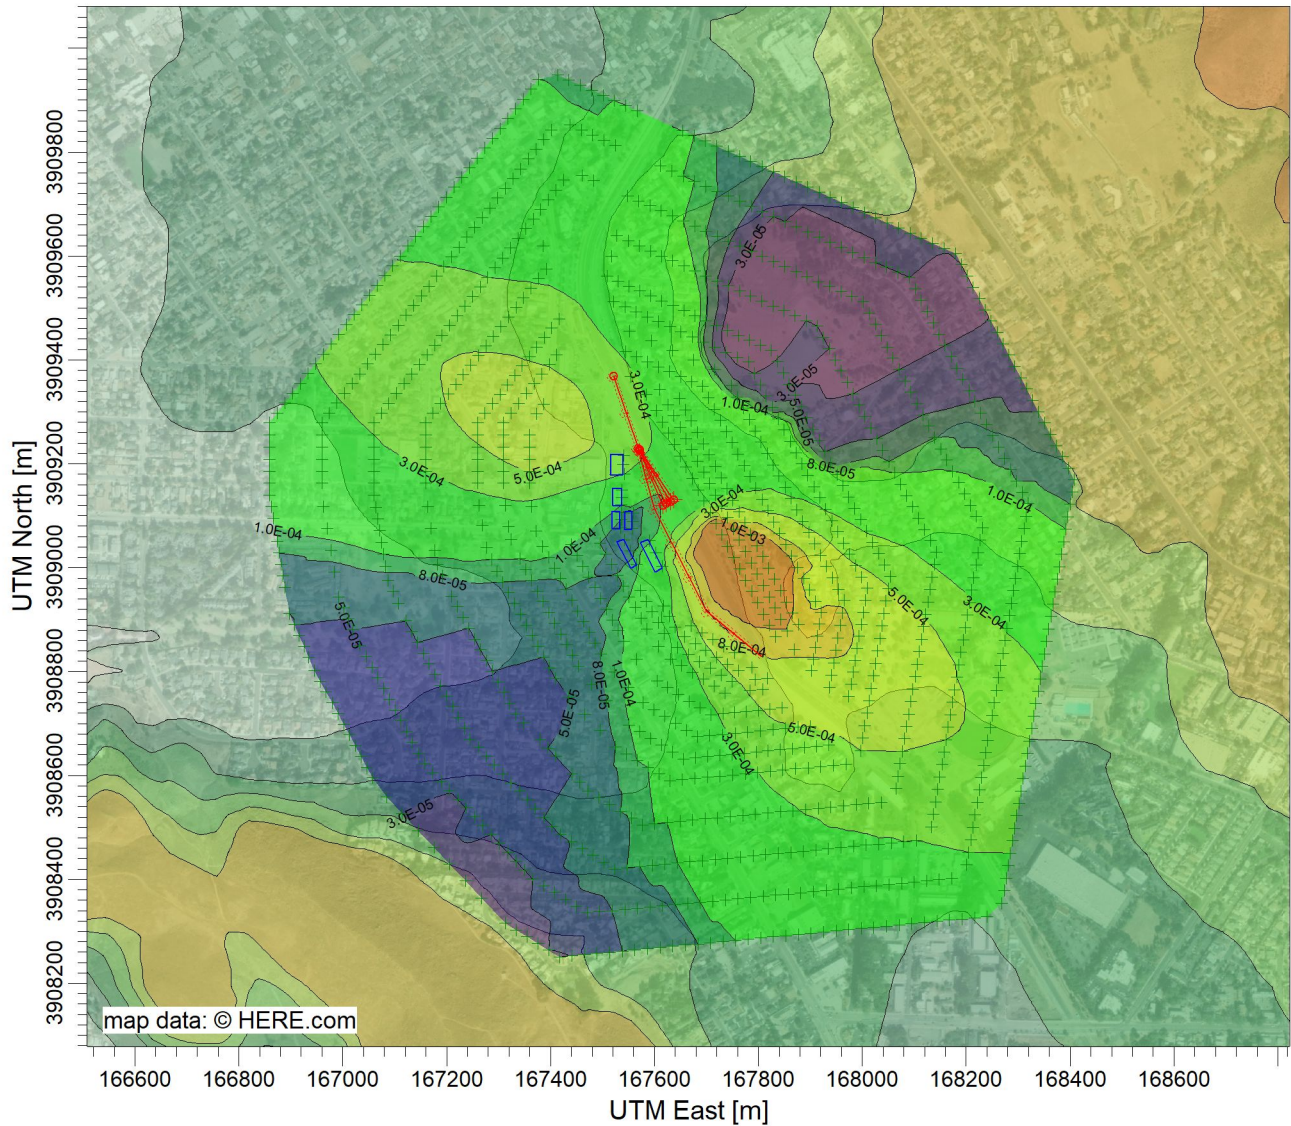 3909800
3909600
3909400
3909200
3909000
3908800
3908600
3908400
3908200
UTM North [m]
3.0E-05
3.0E-04
3.0E-05
1.0E-04
5.0E-05
3.0E-04
5.0E-04
8.0E-05
1.0E-04
3.0E-04
1.0E-03
1.0E-04
1.0E-04
8.0E-05
5.0E-04
3.0E-04
5.0E-05
8.0E-04
8.0E-05
1.0E-04
5.0E-05
5.0E-04
3.0E-04
3.0E-05
map data: © HERE.com
166600 166800 167000 167200 167400 167600 167800 168000 168200 168400 168600
UTM East [m]